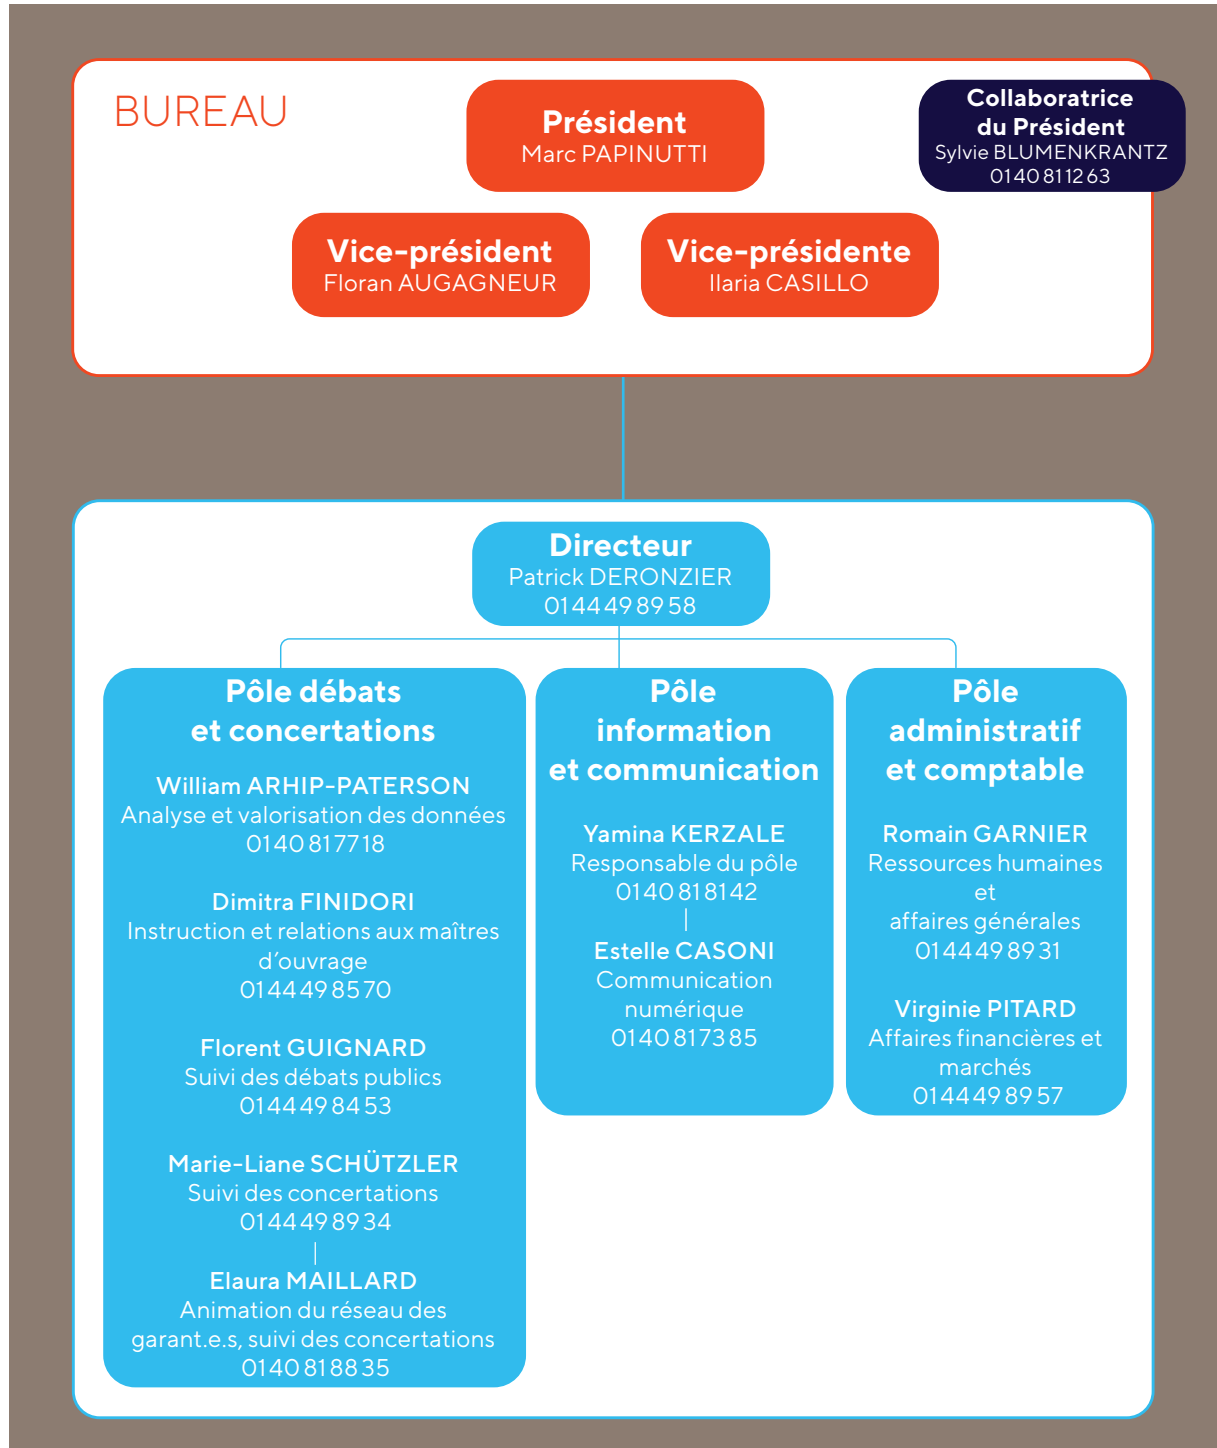 BUREAU
Président
Marc PAPINUTTI
Collaboratrice
du Président
Sylvie BLUMENKRANTZ
01 40 81 12 63
Vice-président
Floran AUGAGNEUR
Vice-présidente
Ilaria CASILLO
Directeur
Patrick DERONZIER
01 44 49 89 58
Pôle débats
et concertations
William ARHIP-PATERSON
Analyse et valorisation des données
01 40 81 77 18
Dimitra FINIDORI
Instruction et relations aux maîtres
d’ouvrage
01 44 49 85 70
Florent GUIGNARD
Suivi des débats publics
01 44 49 84 53
Marie-Liane SCHÜTZLER
Suivi des concertations
01 44 49 89 34
Elaura MAILLARD
Animation du réseau des
garant.e.s, suivi des concertations
01 40 81 88 35
Pôle
information
et communication
Yamina KERZALE
Responsable du pôle
01 40 81 81 42
Estelle CASONI
Communication
numérique
01 40 81 73 85
Pôle
administratif
et comptable
Romain GARNIER
Ressources humaines
et
affaires générales
01 44 49 89 31
Virginie PITARD
Affaires financières et
marchés
01 44 49 89 57